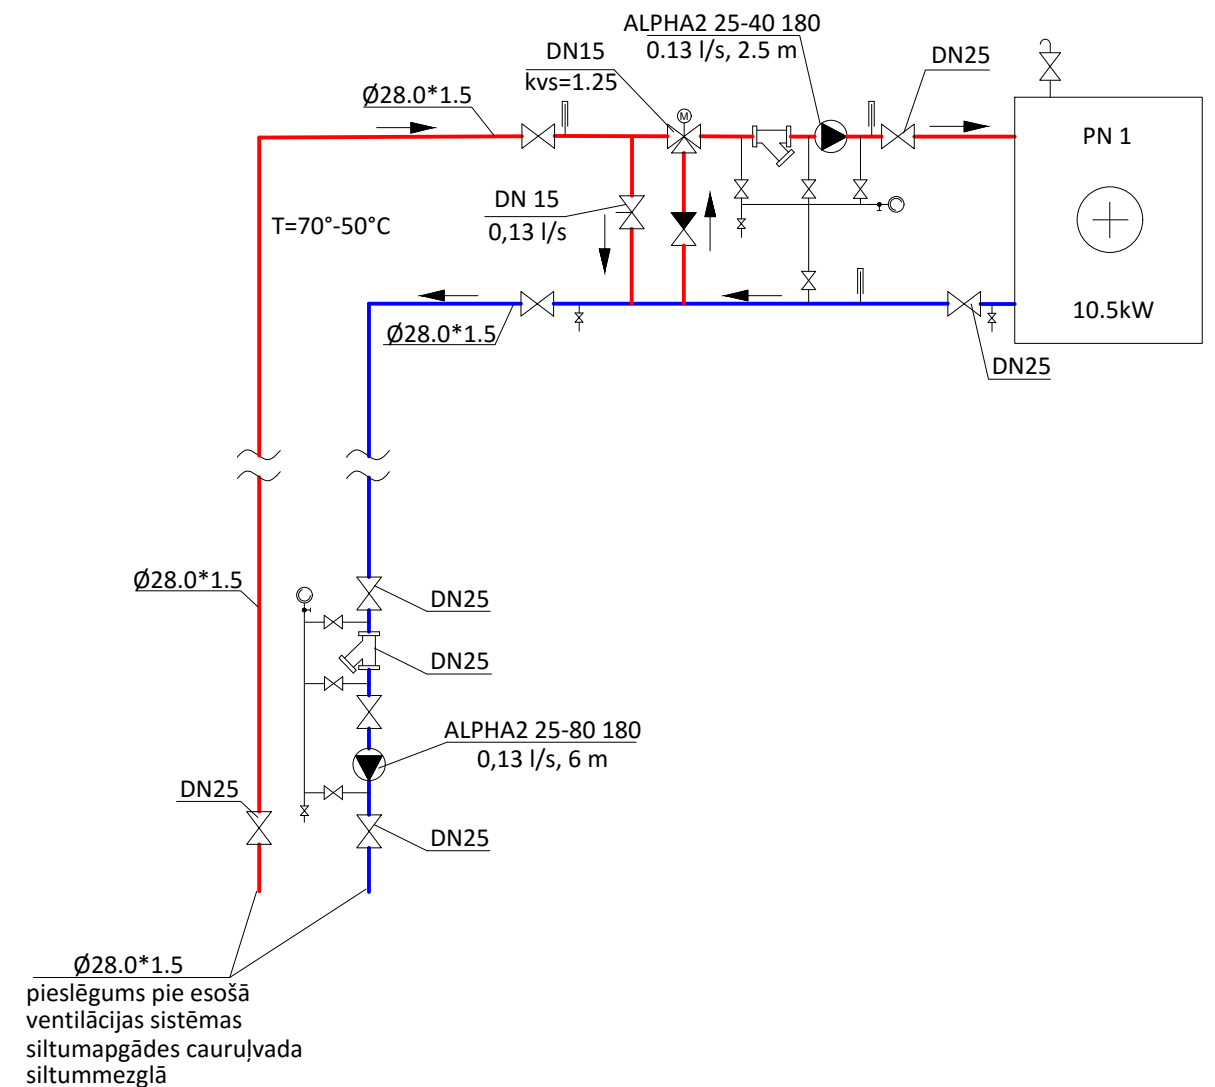 ALPHA2 25-40 180
0.13 l/s, 2.5 m
DN15
kvs=1.25
DN25
Ø28.0*1.5
M
PN 1
DN 15
0,13 l/s
T=70°-50°C
10.5kW
Ø28.0*1.5
DN25
Ø28.0*1.5
DN25
DN25
ALPHA2 25-80 180
0,13 l/s, 6 m
DN25
DN25
Ø28.0*1.5
pieslēgums pie esošā
ventilācijas sistēmas
siltumapgādes cauruļvada
siltummezglā